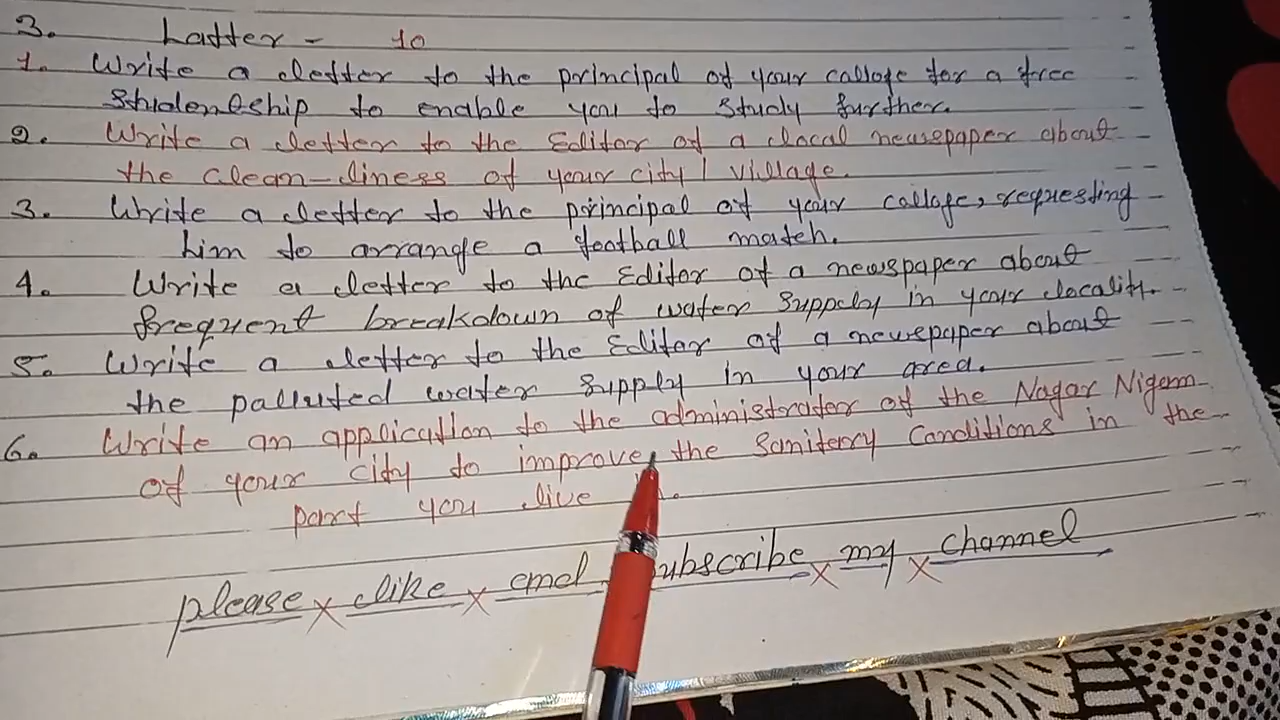 3. Latter - 10
1. Write a letter to the principal of your calloge for a free
studentship to enable you to study further.
2. Write a letter to the Editor of a local newspaper about
the clean-liness of your city / village.
3. Write a letter to the principal of your calloge, requesting
him to arrange a football match.
4. Write a letter to the Editor of a newspaper about
frequent breakdown of water supply in your locality.
5. Write a letter to the Editor of a newspaper about
the palluted water supply in your area.
6. Write an application to the administrater of the Nagar Nigam
of your city to improve the Sanitery Conditions in the
part you live
please × like × and subscribe × my × channel